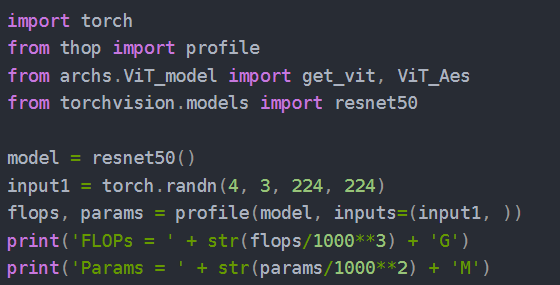 import torch
from thop import profile
from archs.ViT_model import get_vit, ViT_Aes
from torchvision.models import resnet50

model = resnet50()
input1 = torch.randn(4, 3, 224, 224)
flops, params = profile(model, inputs=(input1, ))
print('FLOPs = ' + str(flops/1000**3) + 'G')
print('Params = ' + str(params/1000**2) + 'M')